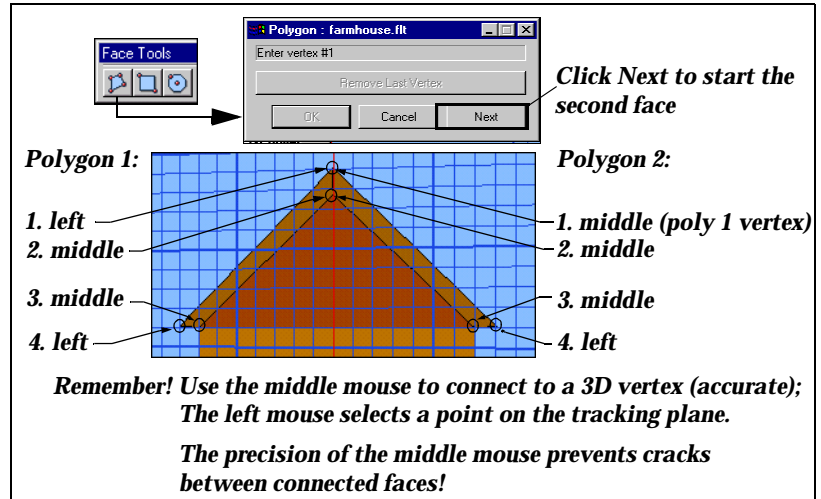 Polygon : farmhouse.flt
Face Tools
Enter vertex #1
Remove Last Vertex
OK
Cancel
Next
Click Next to start the
second face
Polygon 1:
Polygon 2:
1. left
2. middle
3. middle
4. left
1. middle (poly 1 vertex)
2. middle
3. middle
4. left
Remember! Use the middle mouse to connect to a 3D vertex (accurate);
The left mouse selects a point on the tracking plane.
The precision of the middle mouse prevents cracks
between connected faces!